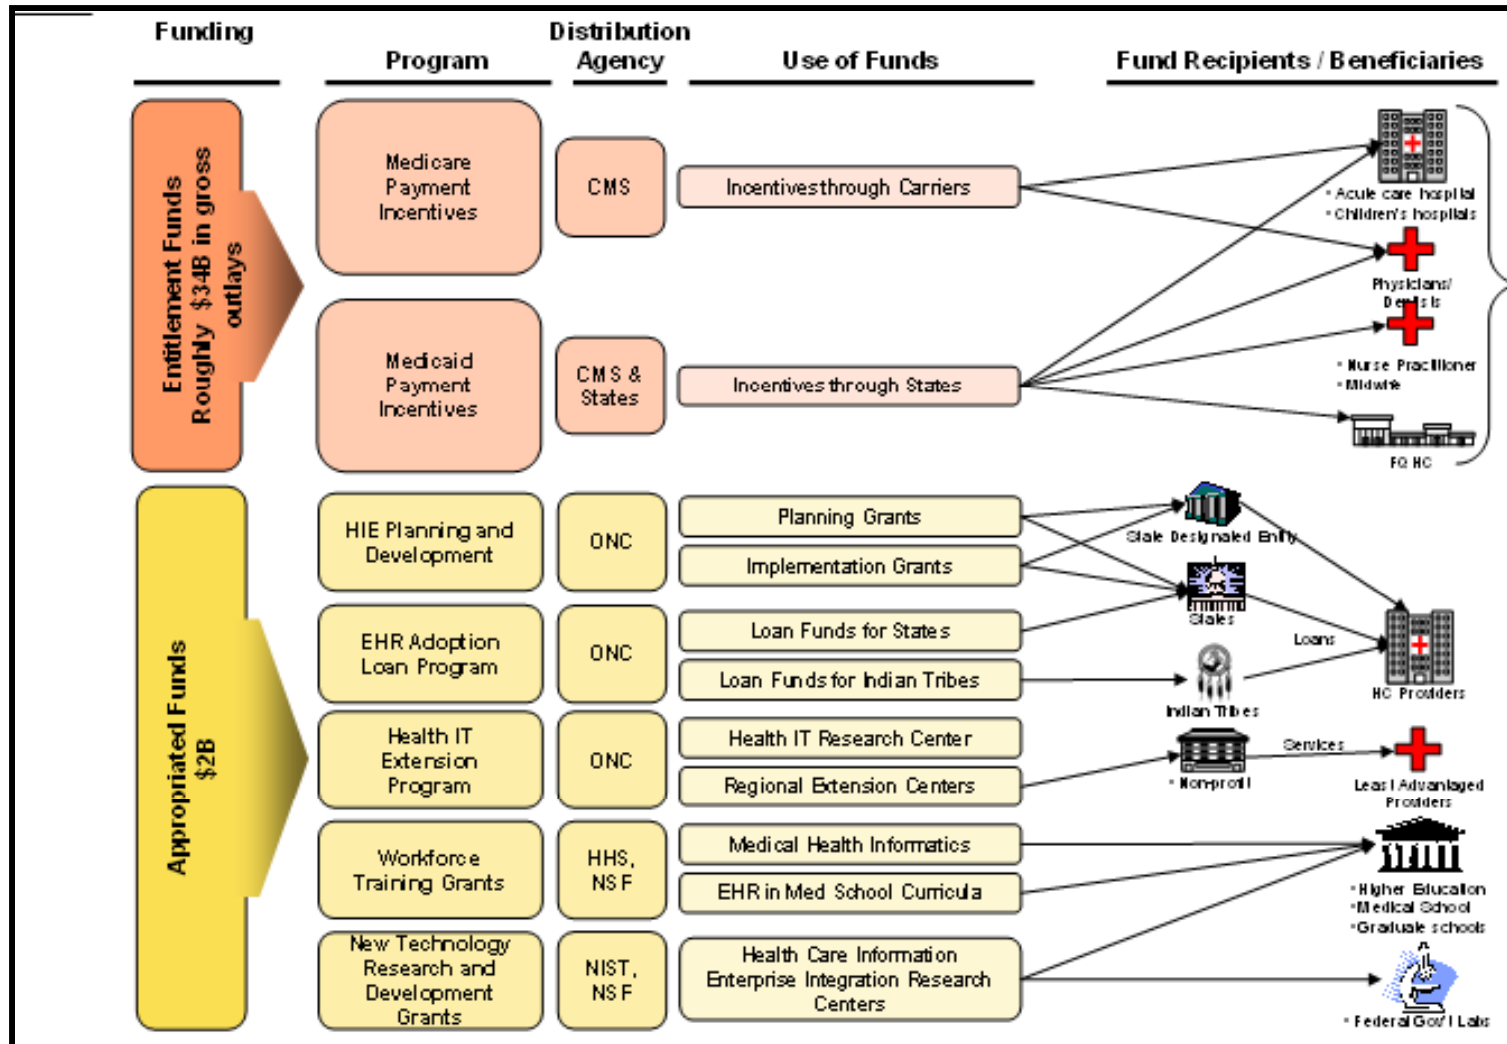 Funding
Program
Distribution
Agency
Use of Funds
Fund Recipients / Beneficiaries
Entitlement Funds
Roughly $34B in gross
outlays
Medicare
Payment
Incentives
CMS
Incentives through Carriers
Acute care hospital
Children's hospitals
Physicians/
Dentists
Medicaid
Payment
Incentives
CMS &
States
Incentives through States
Nurse Practitioner
Midwife
FQHC
Appropriated Funds
$2B
HIE Planning and
Development
ONC
Planning Grants
Implementation Grants
State Designated Entity
States
EHR Adoption
Loan Program
ONC
Loan Funds for States
Loan Funds for Indian Tribes
Loans
Indian Tribes
HC Providers
Health IT
Extension
Program
ONC
Health IT Research Center
Regional Extension Centers
Non-profit
Services
Least Advantaged
Providers
Workforce
Training Grants
HHS,
NSF
Medical Health Informatics
EHR in Med School Curricula
Higher Education
Medical School
Graduate schools
New Technology
Research and
Development
Grants
NIST,
NSF
Health Care Information
Enterprise Integration Research
Centers
Federal Gov't Labs